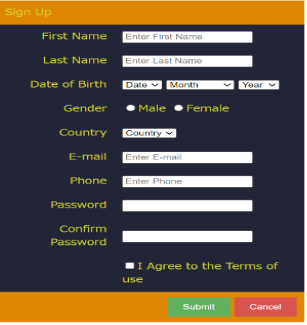 Sign Up
First Name Enter First Name
Last Name Enter Last Name
Date of Birth Date Month Year
Gender Male Female
Country Country
E-mail Enter E-mail
Phone Enter Phone
Password
Confirm
Password
I Agree to the Terms of
use
Submit Cancel